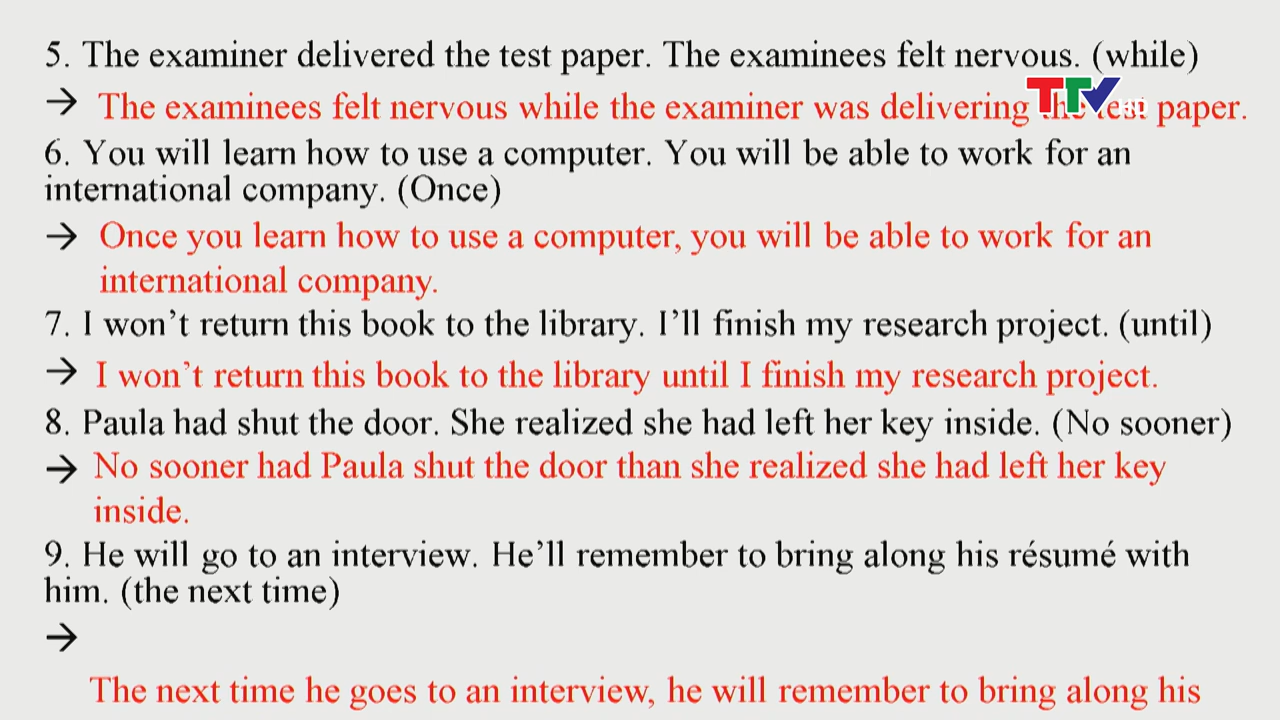 5. The examiner delivered the test paper. The examinees felt nervous. (while)
→ The examinees felt nervous while the examiner was delivering the test paper.
TTV
6. You will learn how to use a computer. You will be able to work for an
international company. (Once)
→ Once you learn how to use a computer, you will be able to work for an
international company.
7. I won’t return this book to the library. I’ll finish my research project. (until)
→ I won’t return this book to the library until I finish my research project.
8. Paula had shut the door. She realized she had left her key inside. (No sooner)
→ No sooner had Paula shut the door than she realized she had left her key
inside.
9. He will go to an interview. He’ll remember to bring along his résumé with
him. (the next time)
→
The next time he goes to an interview, he will remember to bring along his